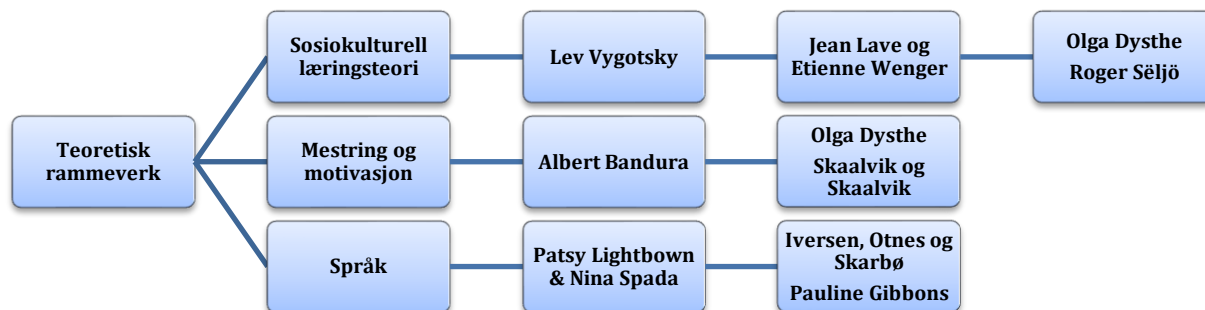 Sosiokulturell
læringsteori
Lev Vygotsky
Jean Lave og
Etienne Wenger
Olga Dysthe
Roger Sëljö
Teoretisk
rammeverk
Mestring og
motivasjon
Albert Bandura
Olga Dysthe
Skaalvik og
Skaalvik
Språk
Patsy Lightbown
& Nina Spada
Iversen, Otnes og
Skarbø
Pauline Gibbons